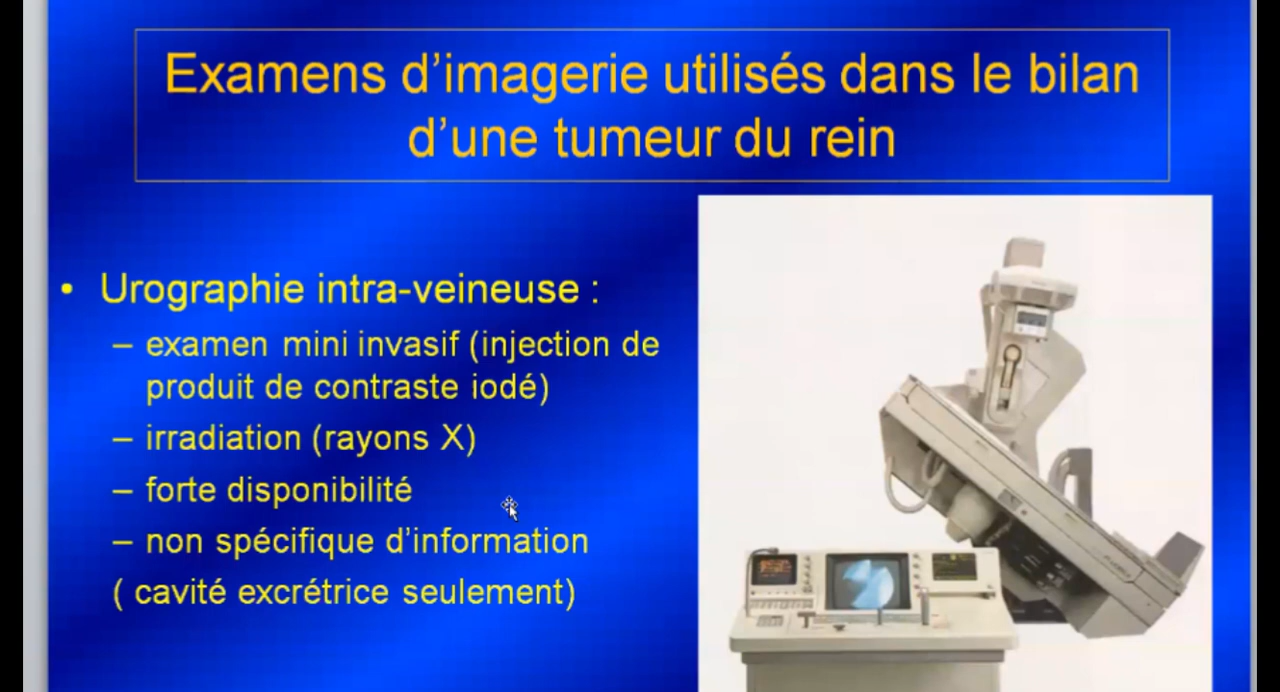 Examens d'imagerie utilisés dans le bilan
d'une tumeur du rein
• Urographie intra-veineuse :
– examen mini invasif (injection de
produit de contraste iodé)
– irradiation (rayons X)
– forte disponibilité
– non spécifique d'information
( cavité excrétrice seulement)